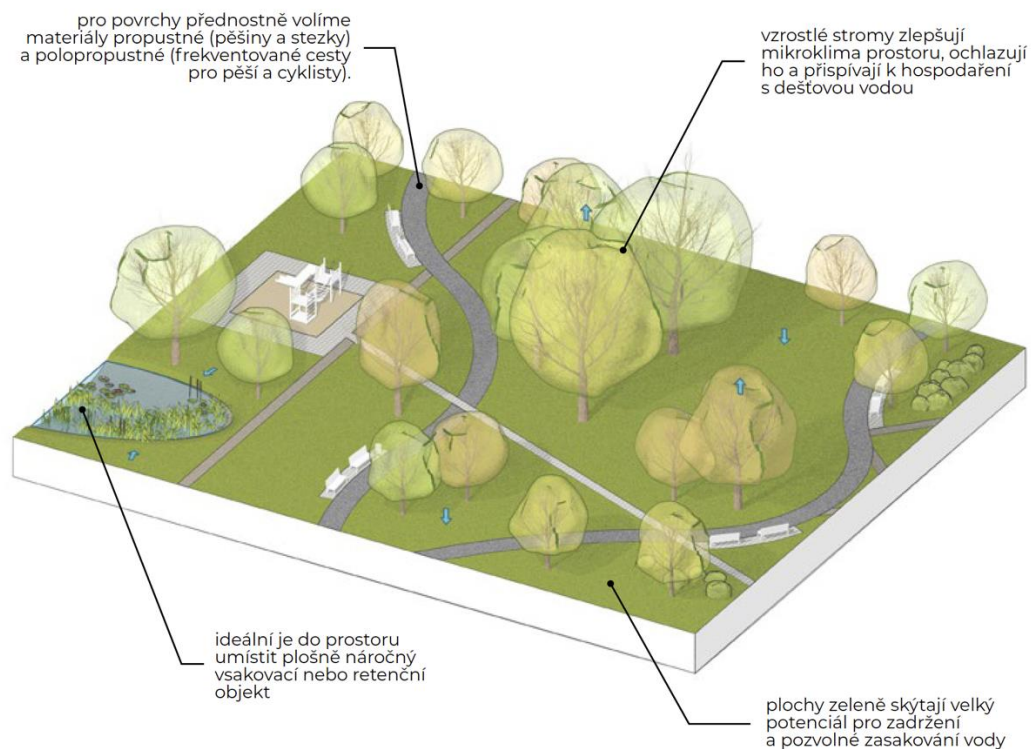 pro povrchy přednostně volíme
materiály propustné (pěšiny a stezky)
a polopropustné (frekventované cesty
pro pěší a cyklisty).
vzrostlé stromy zlepšují
mikroklima prostoru, ochlazují
ho a přispívají k hospodaření
s dešťovou vodou
ideální je do prostoru
umístit plošně náročný
vsakovací nebo retenční
objekt
plochy zeleně skýtají velký
potenciál pro zadržení
a pozvolné zasakování vody